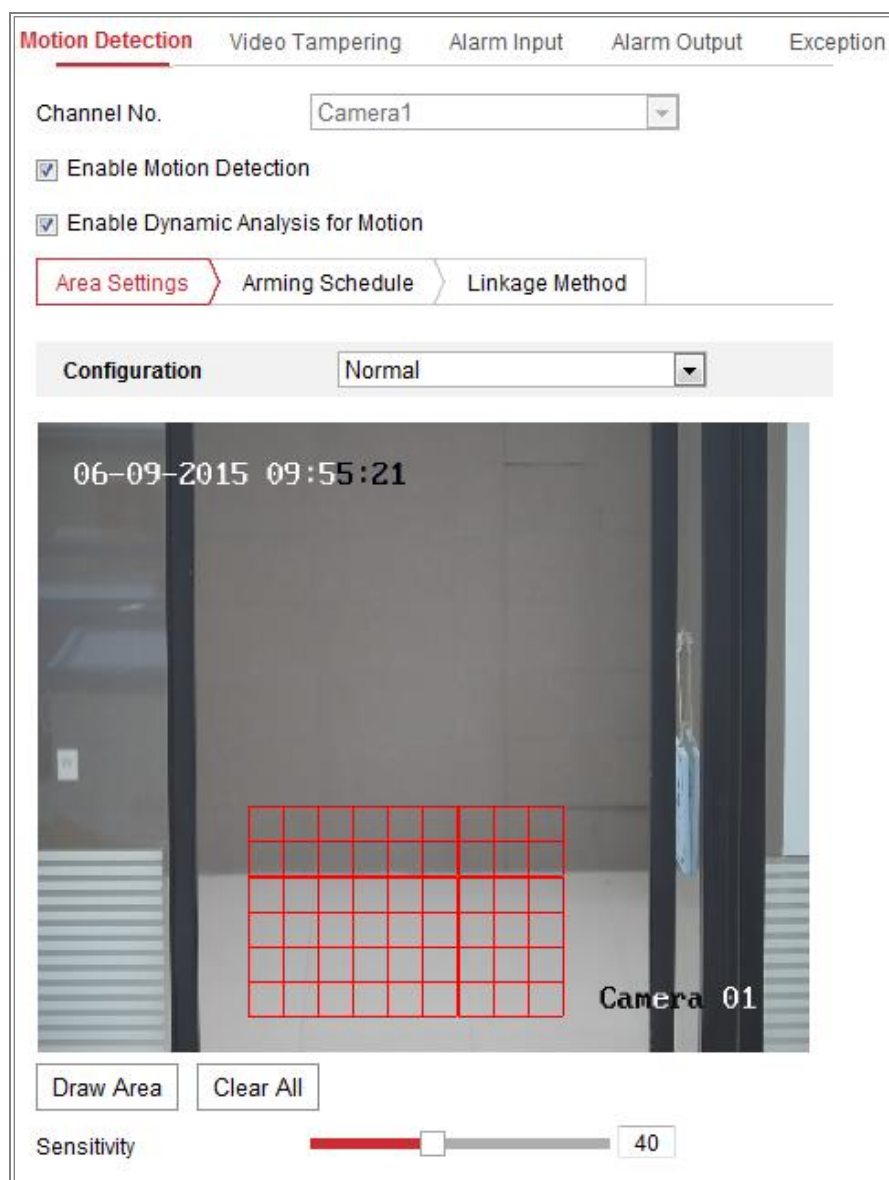 Motion Detection Video Tampering Alarm Input Alarm Output Exception
Channel No. Camera1
Enable Motion Detection
Enable Dynamic Analysis for Motion
Area Settings Arming Schedule Linkage Method
Configuration Normal
06-09-2015 09:55:21
Camera 01
Draw Area Clear All
Sensitivity 40